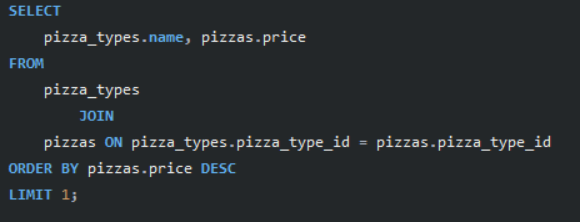 SELECT
    pizza_types.name, pizzas.price
FROM
    pizza_types
        JOIN
    pizzas ON pizza_types.pizza_type_id = pizzas.pizza_type_id
ORDER BY pizzas.price DESC
LIMIT 1;